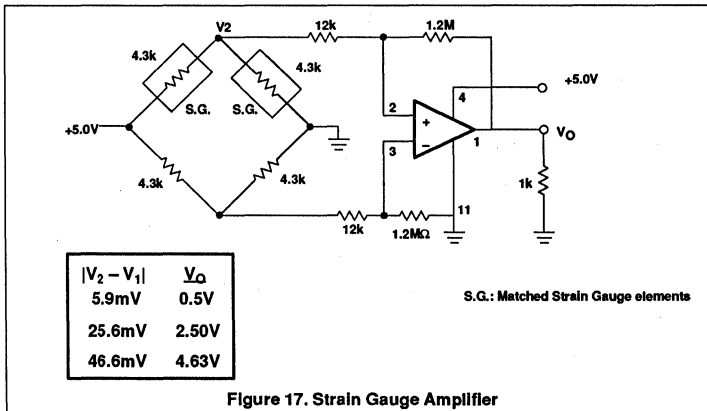 V2
12k
1.2M
4.3k
4.3k
S.G.
S.G.
+5.0V
4
+5.0V
2
+
1
VO
3
−
4.3k
4.3k
1k
12k
1.2MΩ
11
|V2 – V1| VO
5.9mV 0.5V
25.6mV 2.50V
46.6mV 4.63V
S.G.: Matched Strain Gauge elements
Figure 17. Strain Gauge Amplifier